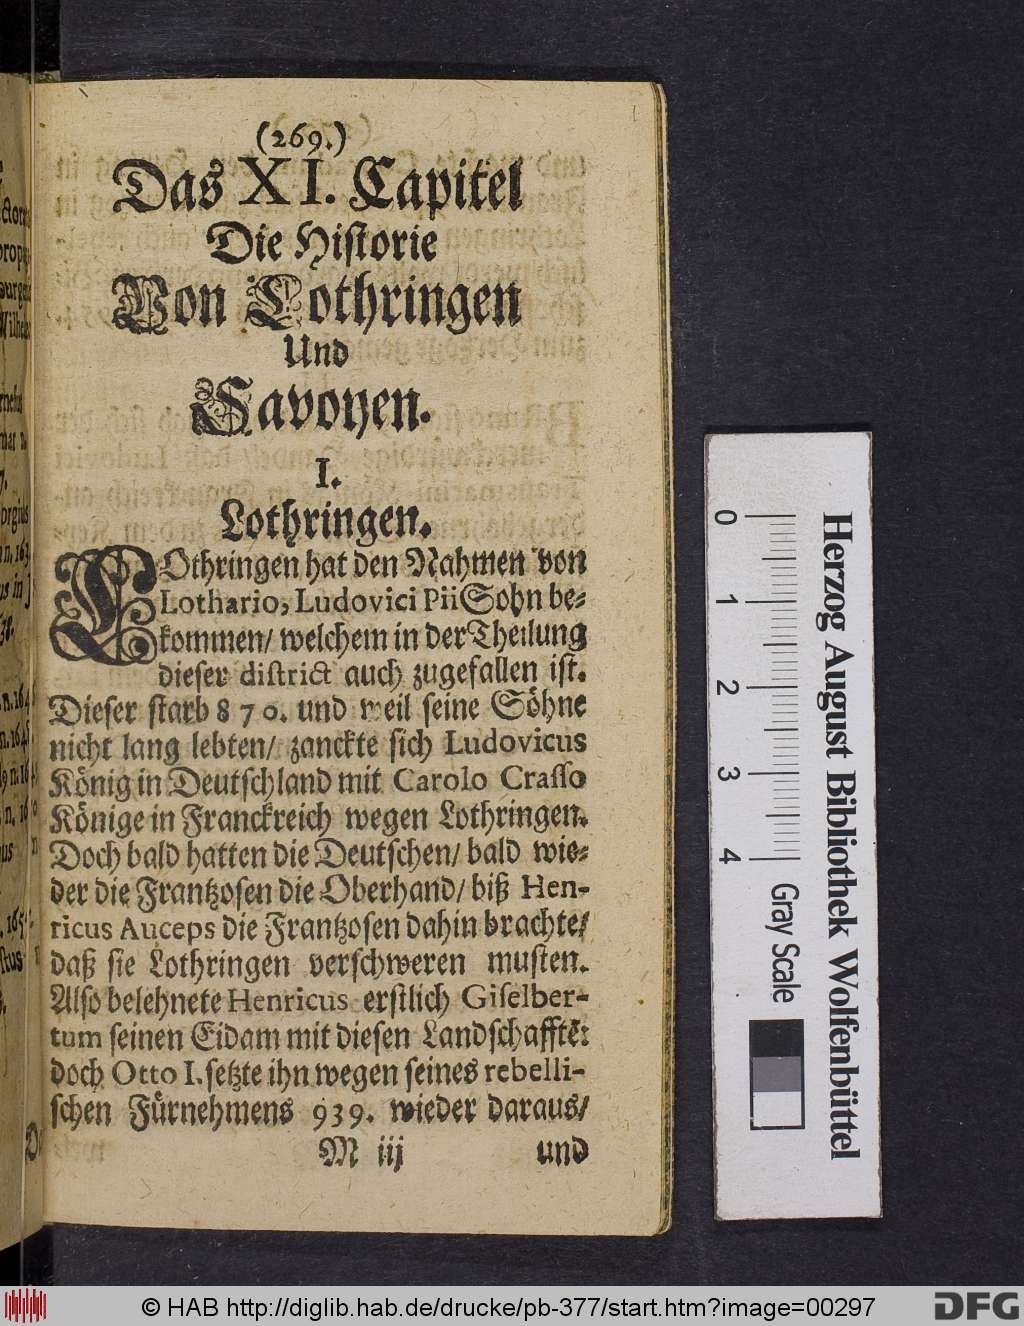 (269.)
Das XI. Capitel
Die Historie
Von Lothringen
Und
Savoyen.
I.
Lothringen.
LOthringen hat den Nahmen von
Lothario, Ludovici Pii Sohn be-
kommen/ welchem in der Theilung
dieser district auch zugefallen ist.
Dieser starb 870. und weil seine Söhne
nicht lang lebten/ zanckte sich Ludovicus
König in Deutschland mit Carolo Crasso
Könige in Franckreich wegen Lothringen.
Doch bald hatten die Deutschen/ bald wie-
der die Frantzosen die Oberhand/ biß Hen-
ricus Auceps die Frantzosen dahin brachte/
daß sie Lothringen verschweren musten.
Also belehnete Henricus erstlich Giselber-
tum seinen Eidam mit diesen Landschafftē:
doch Otto I. setzte ihn wegen seines rebelli-
schen Fürnehmens 939. wieder daraus/
M iij und
Herzog August Bibliothek Wolfenbüttel
0 1 2 3 4 Gray Scale
© HAB http://diglib.hab.de/drucke/pb-377/start.htm?image=00297
DFG